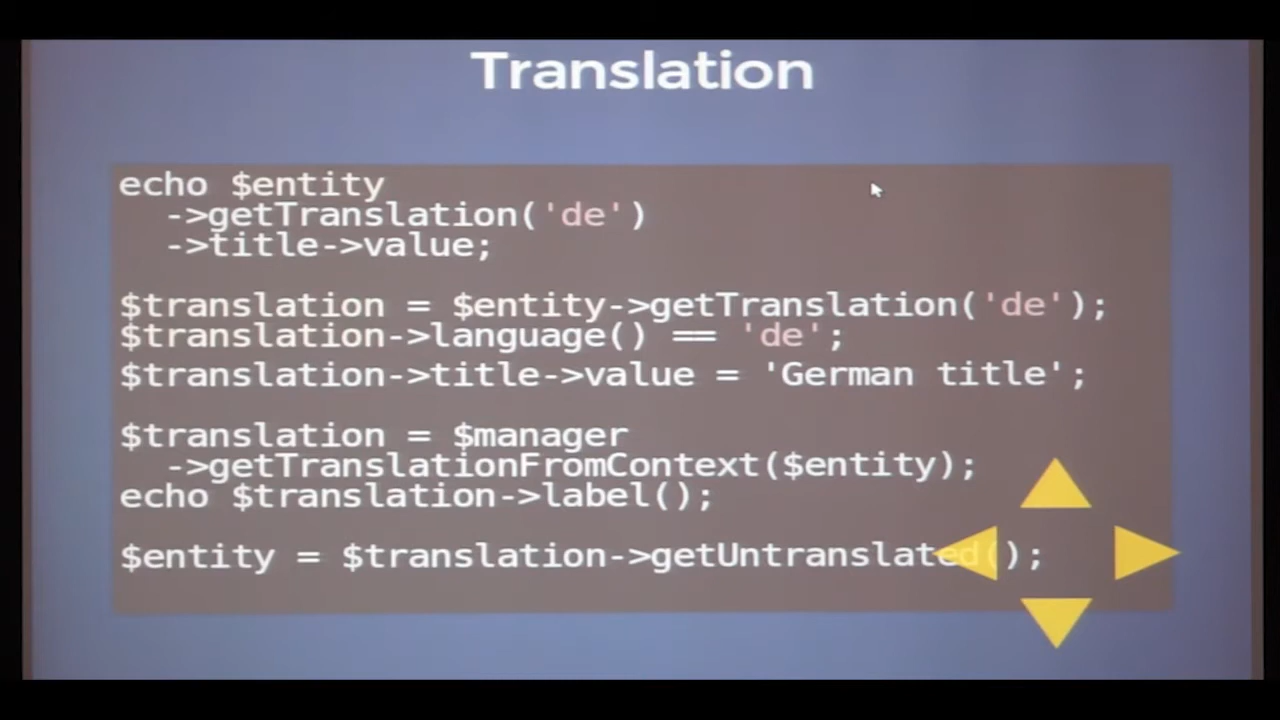 Translation
echo $entity
->getTranslation('de')
->title->value;
$translation = $entity->getTranslation('de');
$translation->language() == 'de';
$translation->title->value = 'German title';
$translation = $manager
->getTranslationFromContext($entity);
echo $translation->label();
$entity = $translation->getUntranslated();